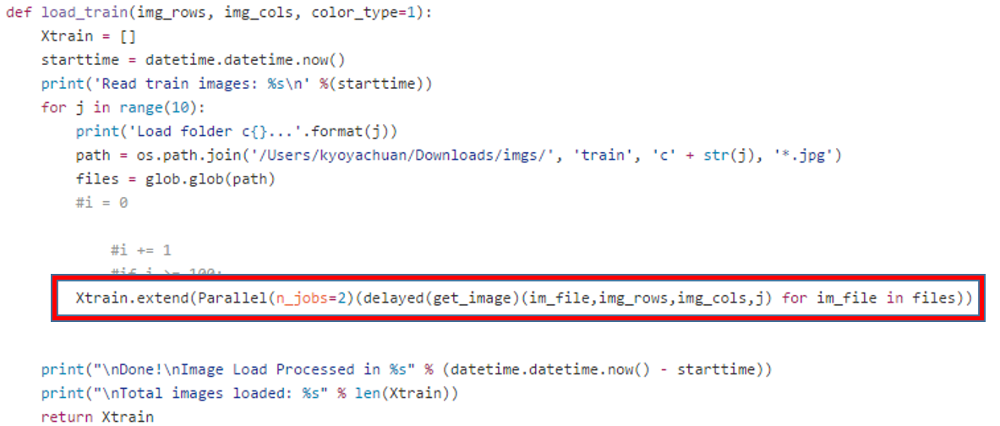 def load_train(img_rows, img_cols, color_type=1):
    Xtrain = []
    starttime = datetime.datetime.now()
    print('Read train images: %s\n' %(starttime))
    for j in range(10):
        print('Load folder c{}...'.format(j))
        path = os.path.join('/Users/kyoyachuan/Downloads/imgs/', 'train', 'c' + str(j), '*.jpg')
        files = glob.glob(path)
        #i = 0
            #i += 1
            #if i >= 100:
        Xtrain.extend(Parallel(n_jobs=2)(delayed(get_image)(im_file,img_rows,img_cols,j) for im_file in files))
    print("\nDone!\nImage Load Processed in %s" % (datetime.datetime.now() - starttime))
    print("\nTotal images loaded: %s" % len(Xtrain))
    return Xtrain